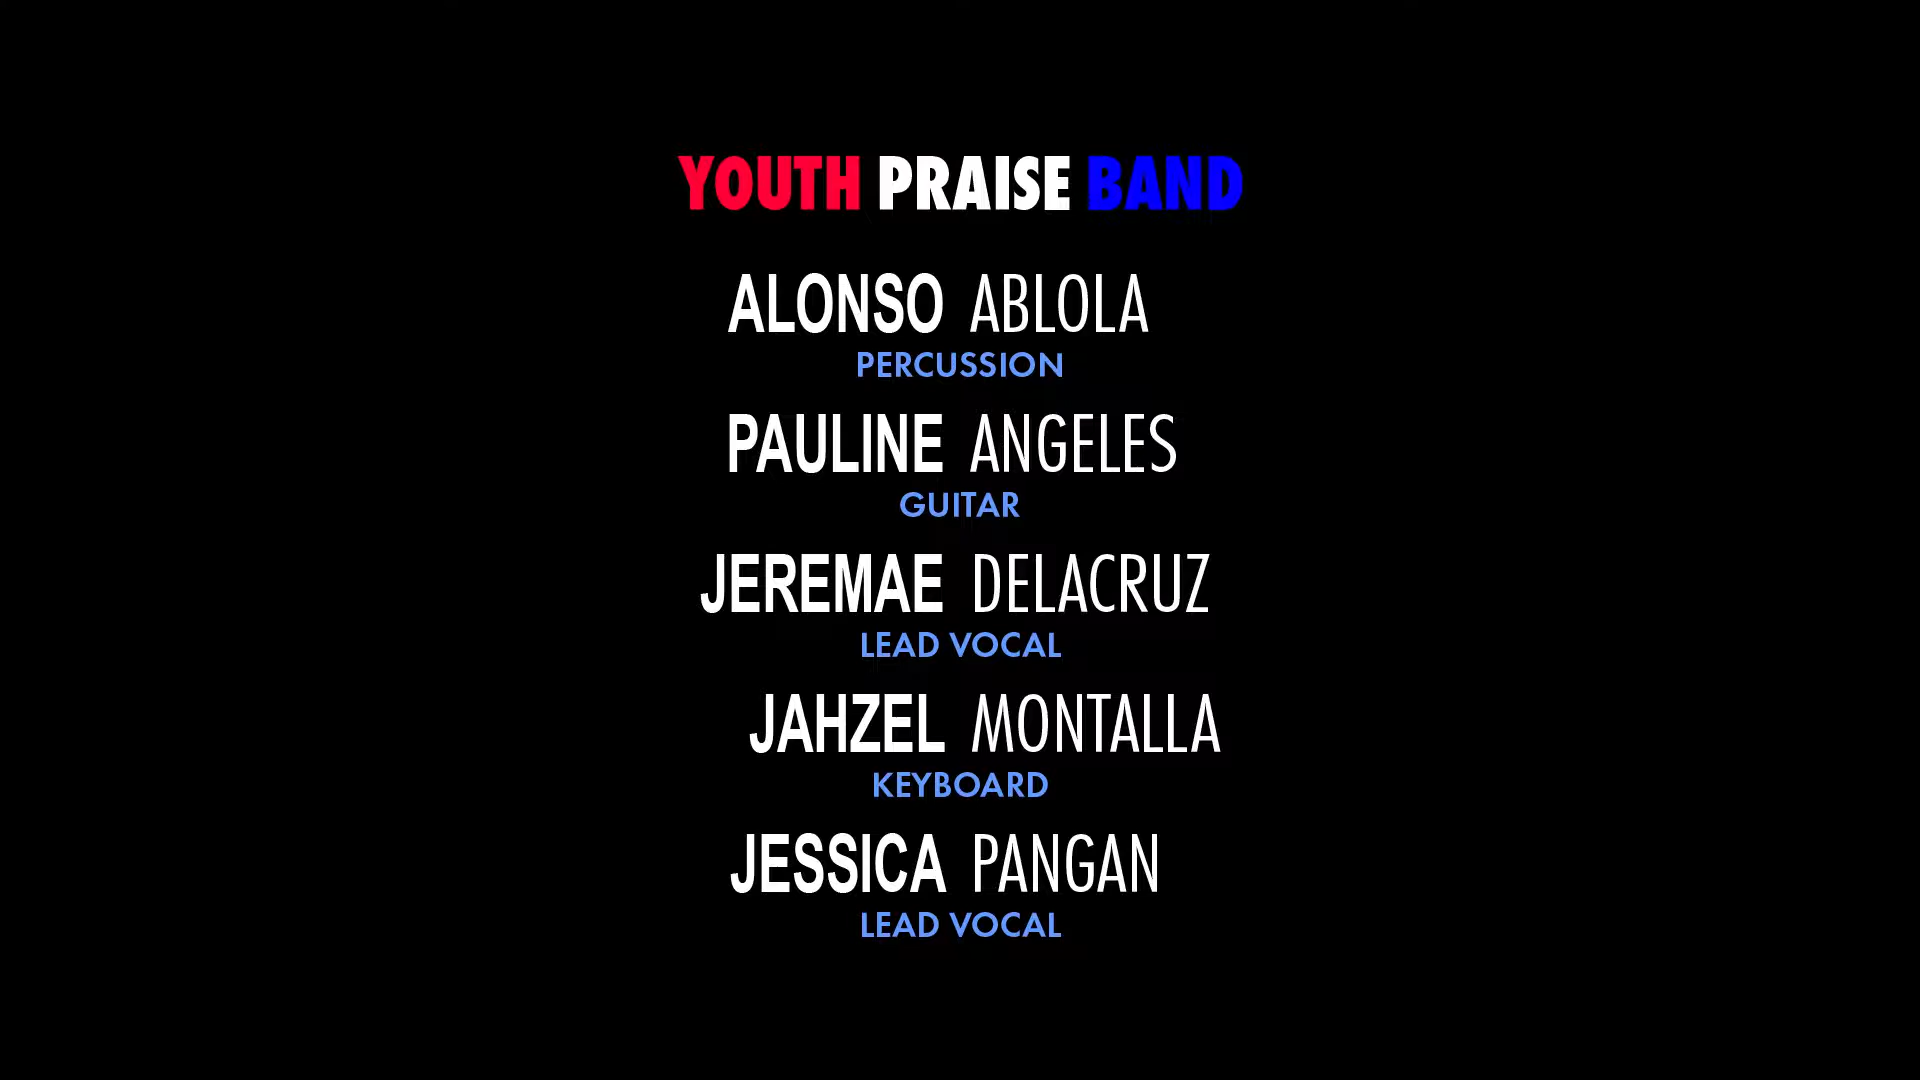 YOUTH PRAISE BAND
ALONSO ABLOLA
PERCUSSION
PAULINE ANGELES
GUITAR
JEREMAE DELACRUZ
LEAD VOCAL
JAHZEL MONTALLA
KEYBOARD
JESSICA PANGAN
LEAD VOCAL